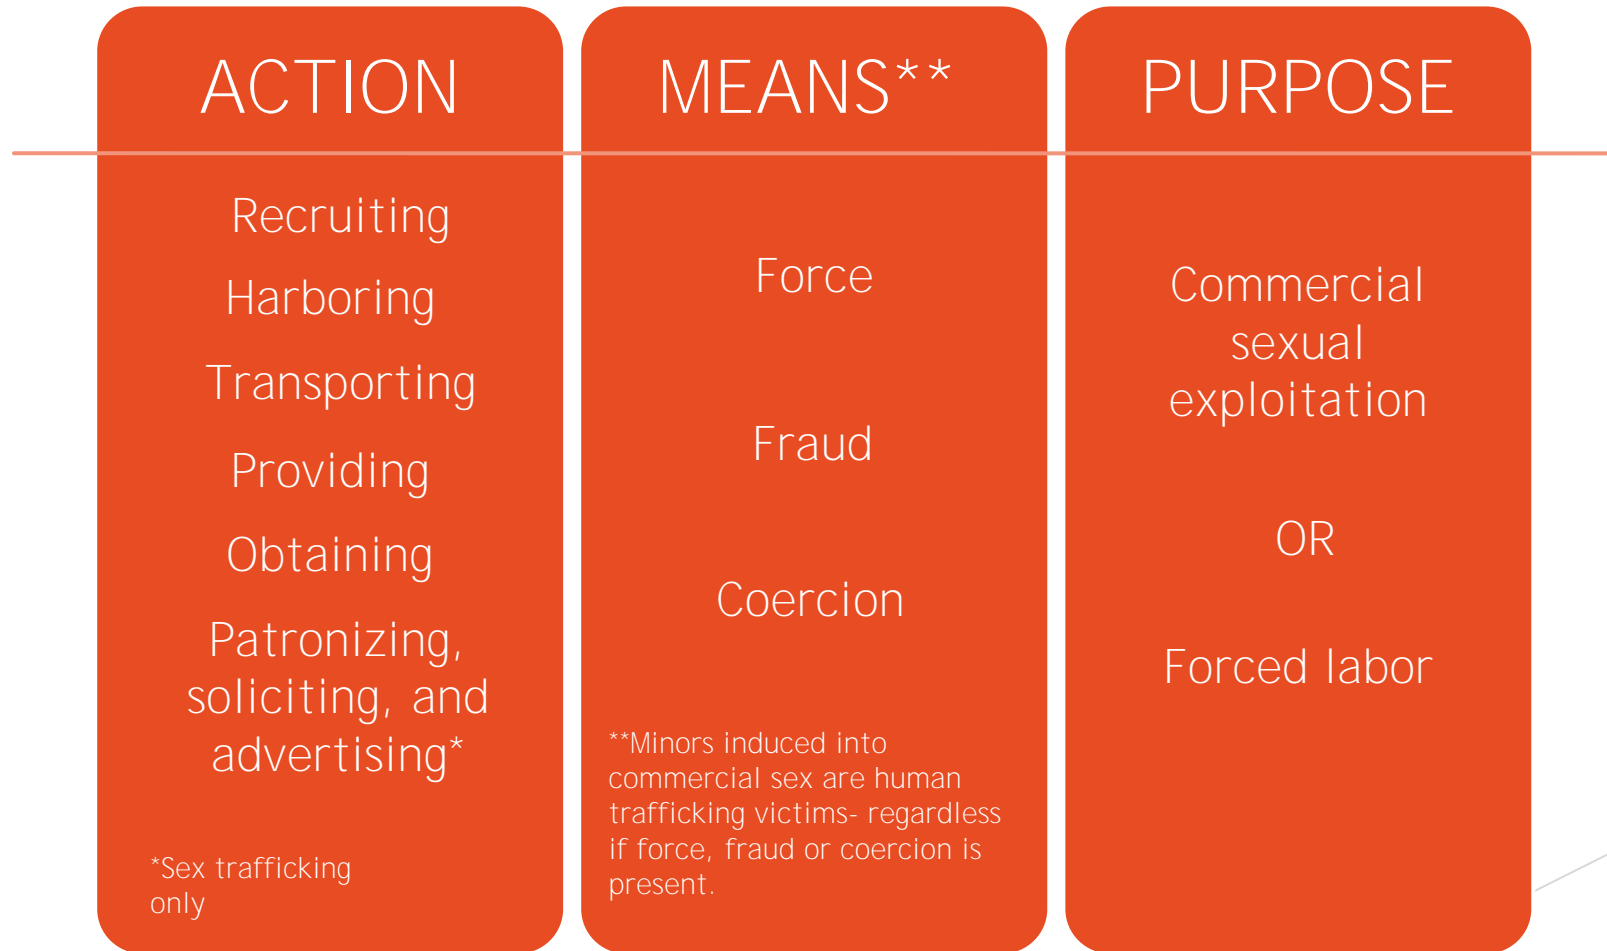 ACTION
Recruiting
Harboring
Transporting
Providing
Obtaining
Patronizing,
soliciting, and
advertising*
*Sex trafficking
only
MEANS**
Force
Fraud
Coercion
**Minors induced into
commercial sex are human
trafficking victims- regardless
if force, fraud or coercion is
present.
PURPOSE
Commercial
sexual
exploitation
OR
Forced labor